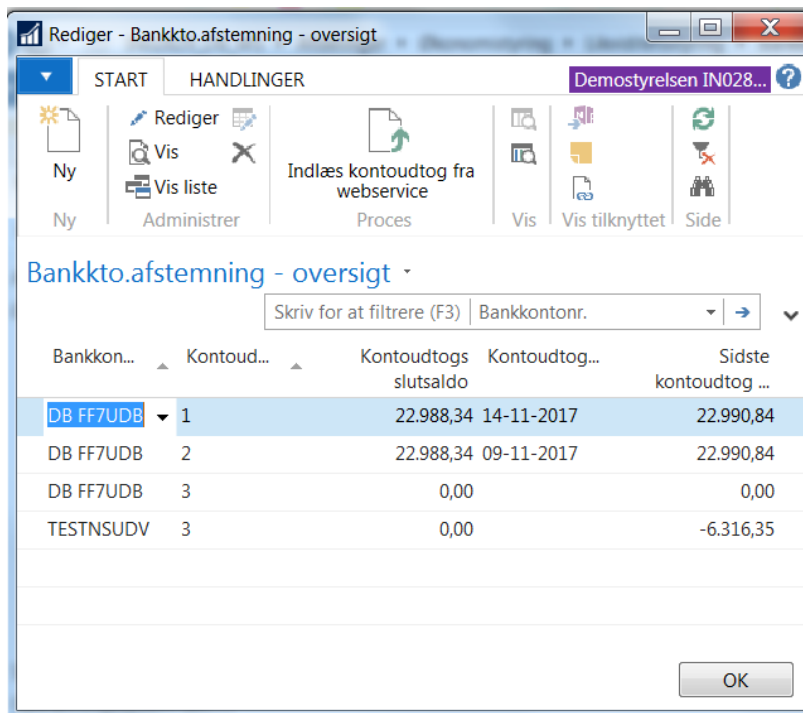 Rediger - Bankkto.afstemning - oversigt
START HANDLINGER Demostyrelsen IN028...
Ny
Rediger
Vis
Vis liste
Indlæs kontoudtog fra
webservice
Ny Administrer Proces Vis Vis tilknyttet Side
Bankkto.afstemning - oversigt
Skriv for at filtrere (F3) Bankkontonr.
Bankkon... Kontoud... Kontoudtogs Kontoudtog... Sidste
slutsaldo kontoudtog ...
DB FF7UDB 1 22.988,34 14-11-2017 22.990,84
DB FF7UDB 2 22.988,34 09-11-2017 22.990,84
DB FF7UDB 3 0,00 0,00
TESTNSUDV 3 0,00 -6.316,35
OK